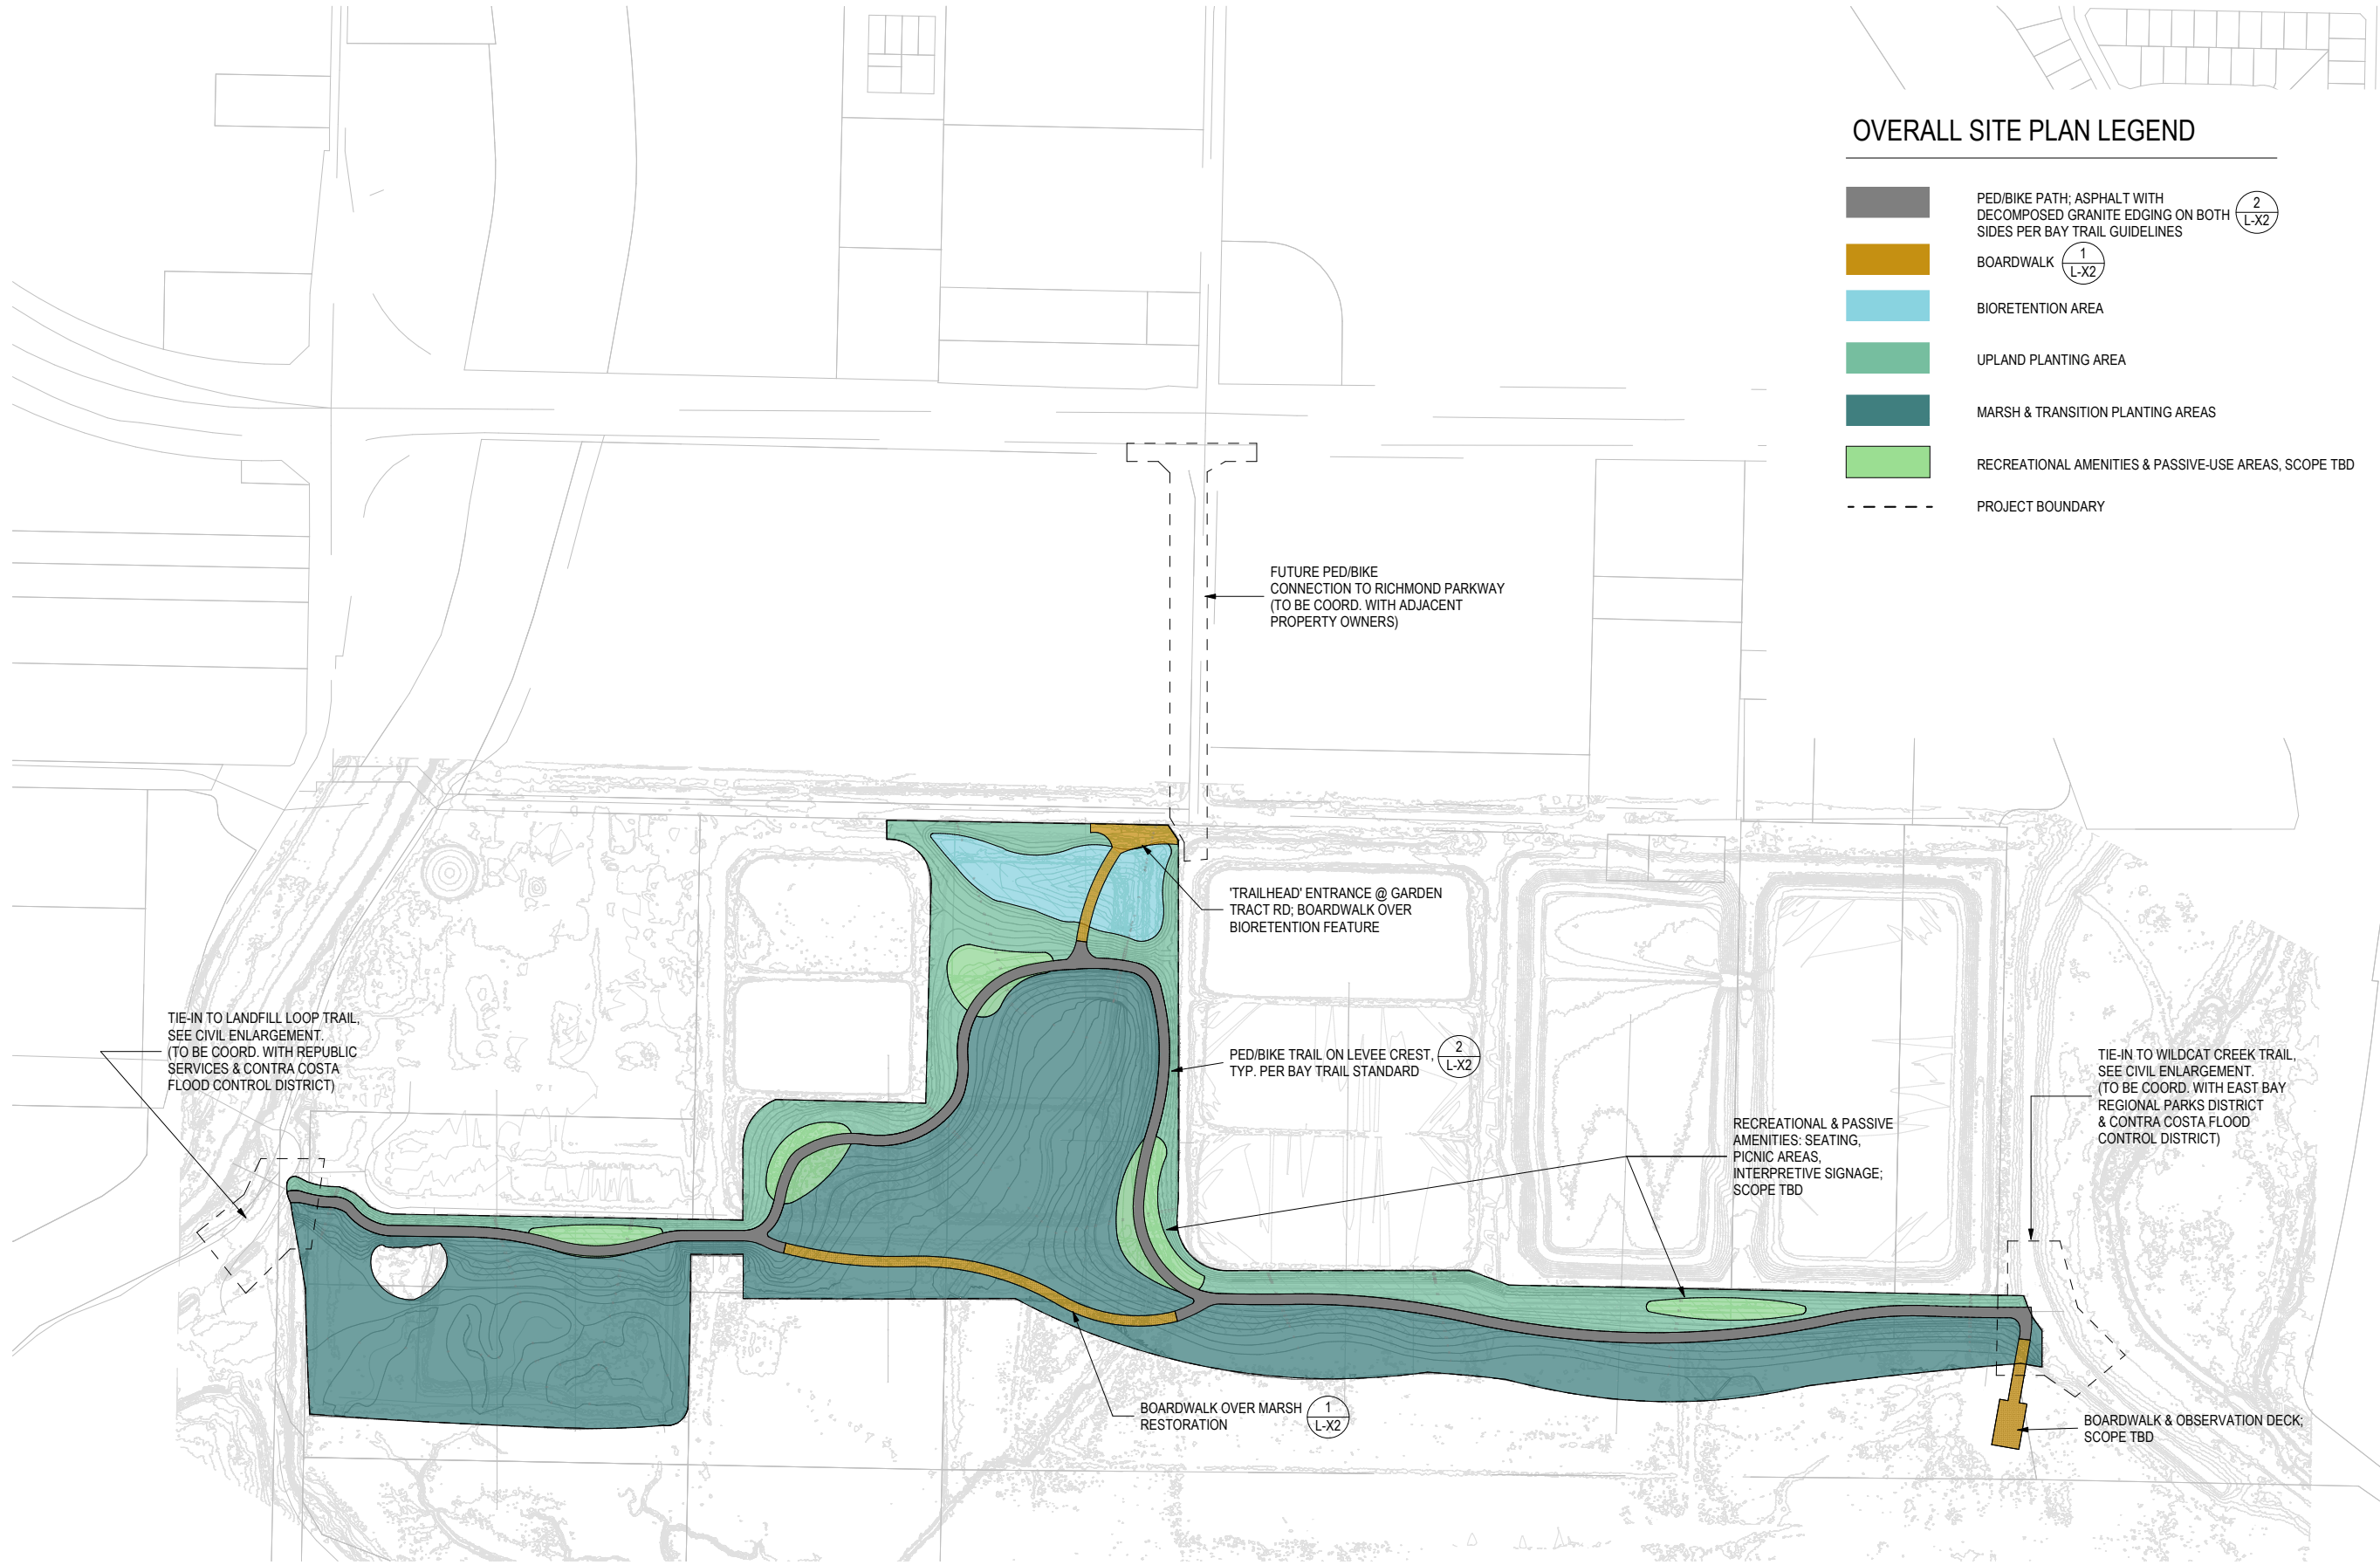 OVERALL SITE PLAN LEGEND
PED/BIKE PATH; ASPHALT WITH
DECOMPOSED GRANITE EDGING ON BOTH
SIDES PER BAY TRAIL GUIDELINES
2
L-X2
BOARDWALK
1
L-X2
BIORETENTION AREA
UPLAND PLANTING AREA
MARSH & TRANSITION PLANTING AREAS
RECREATIONAL AMENITIES & PASSIVE-USE AREAS, SCOPE TBD
PROJECT BOUNDARY
FUTURE PED/BIKE
CONNECTION TO RICHMOND PARKWAY
(TO BE COORD. WITH ADJACENT
PROPERTY OWNERS)
'TRAILHEAD' ENTRANCE @ GARDEN
TRACT RD; BOARDWALK OVER
BIORETENTION FEATURE
TIE-IN TO LANDFILL LOOP TRAIL,
SEE CIVIL ENLARGEMENT.
(TO BE COORD. WITH REPUBLIC
SERVICES & CONTRA COSTA
FLOOD CONTROL DISTRICT)
PED/BIKE TRAIL ON LEVEE CREST,
TYP. PER BAY TRAIL STANDARD
2
L-X2
TIE-IN TO WILDCAT CREEK TRAIL,
SEE CIVIL ENLARGEMENT.
(TO BE COORD. WITH EAST BAY
REGIONAL PARKS DISTRICT
& CONTRA COSTA FLOOD
CONTROL DISTRICT)
RECREATIONAL & PASSIVE
AMENITIES: SEATING,
PICNIC AREAS,
INTERPRETIVE SIGNAGE;
SCOPE TBD
BOARDWALK OVER MARSH
RESTORATION
1
L-X2
BOARDWALK & OBSERVATION DECK;
SCOPE TBD